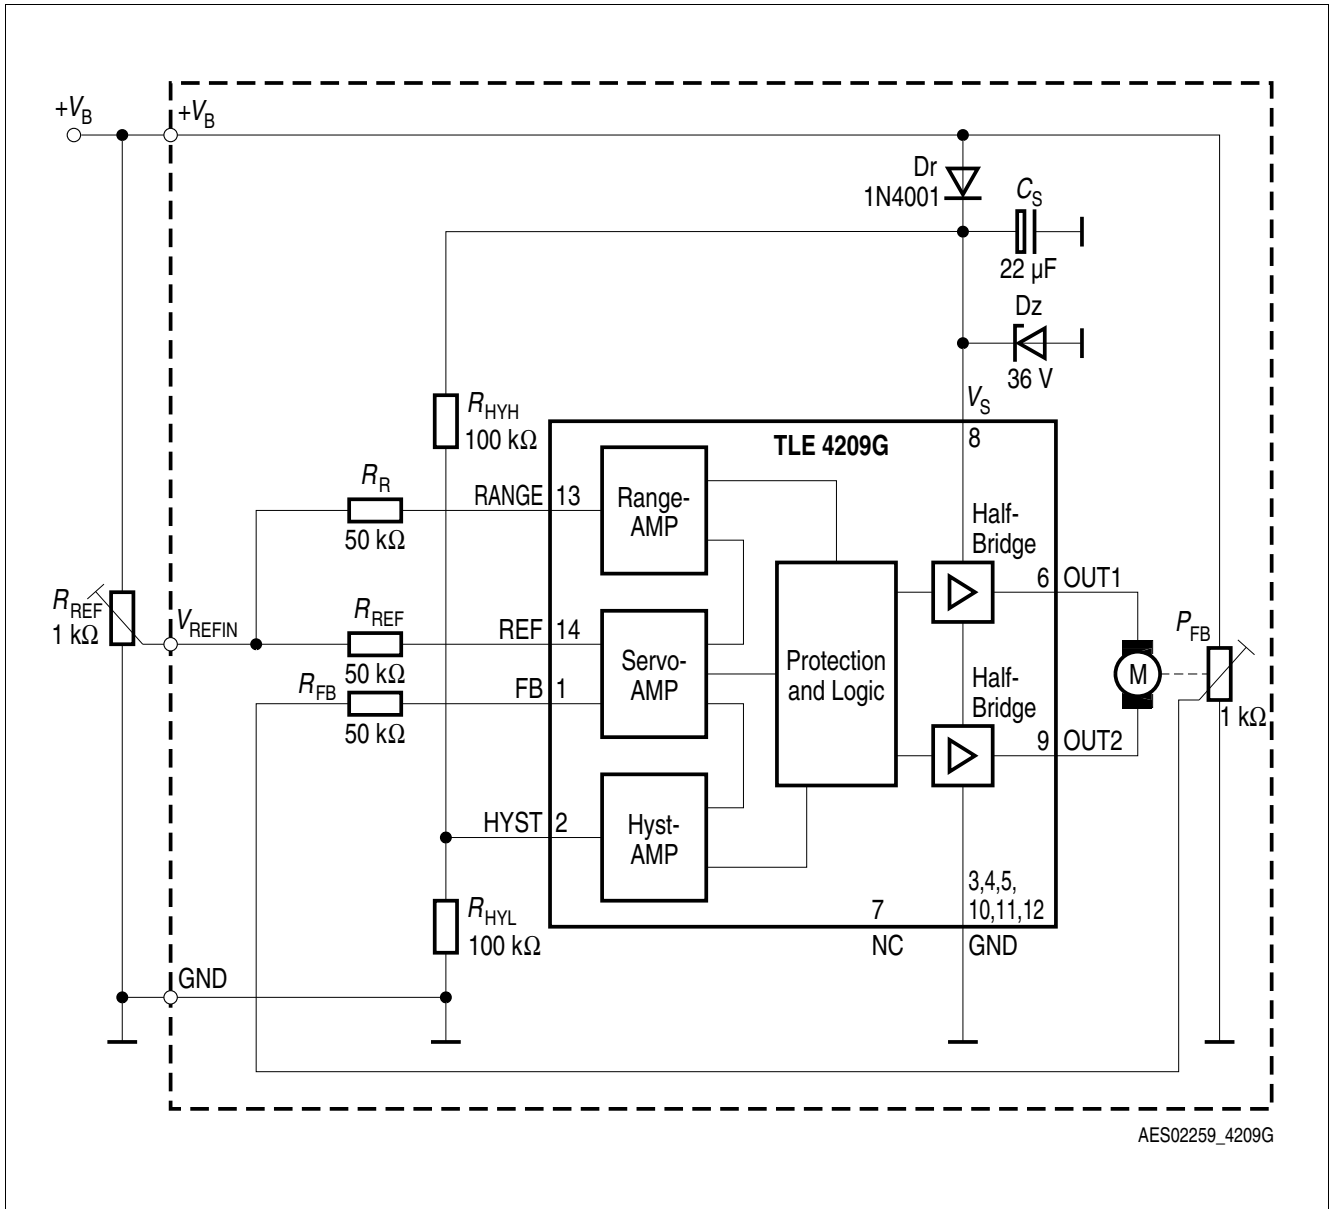 +VB
+VB
Dr
1N4001
CS
22 µF
Dz
36 V
VS
8
RHYH
100 kΩ
TLE 4209G
RR
50 kΩ
RANGE 13
Range-
AMP
Half-
Bridge
6 OUT1
RREF
1 kΩ
VREFIN
RREF
50 kΩ
REF 14
RFB
50 kΩ
FB 1
Servo-
AMP
Protection
and Logic
Half-
Bridge
M
PFB
1 kΩ
9 OUT2
HYST 2
Hyst-
AMP
RHYL
100 kΩ
7
NC
3,4,5,
10,11,12
GND
GND
AES02259_4209G